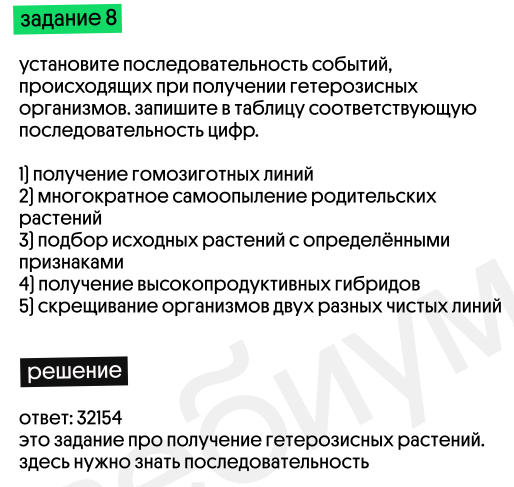 задание 8
установите последовательность событий,
происходящих при получении гетерозисных
организмов. запишите в таблицу соответствующую
последовательность цифр.
1) получение гомозиготных линий
2) многократное самоопыление родительских
растений
3) подбор исходных растений с определёнными
признаками
4) получение высокопродуктивных гибридов
5) скрещивание организмов двух разных чистых линий
решение
ответ: 32154
это задание про получение гетерозисных растений.
здесь нужно знать последовательность